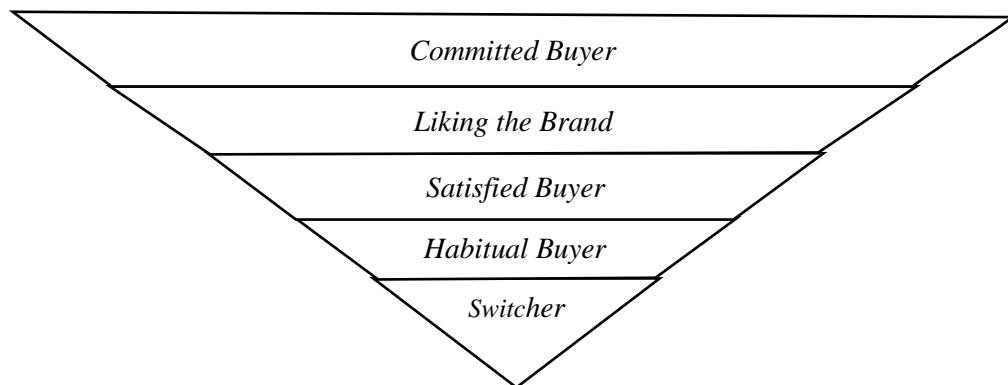 Committed Buyer
Liking the Brand
Satisfied Buyer
Habitual Buyer
Switcher